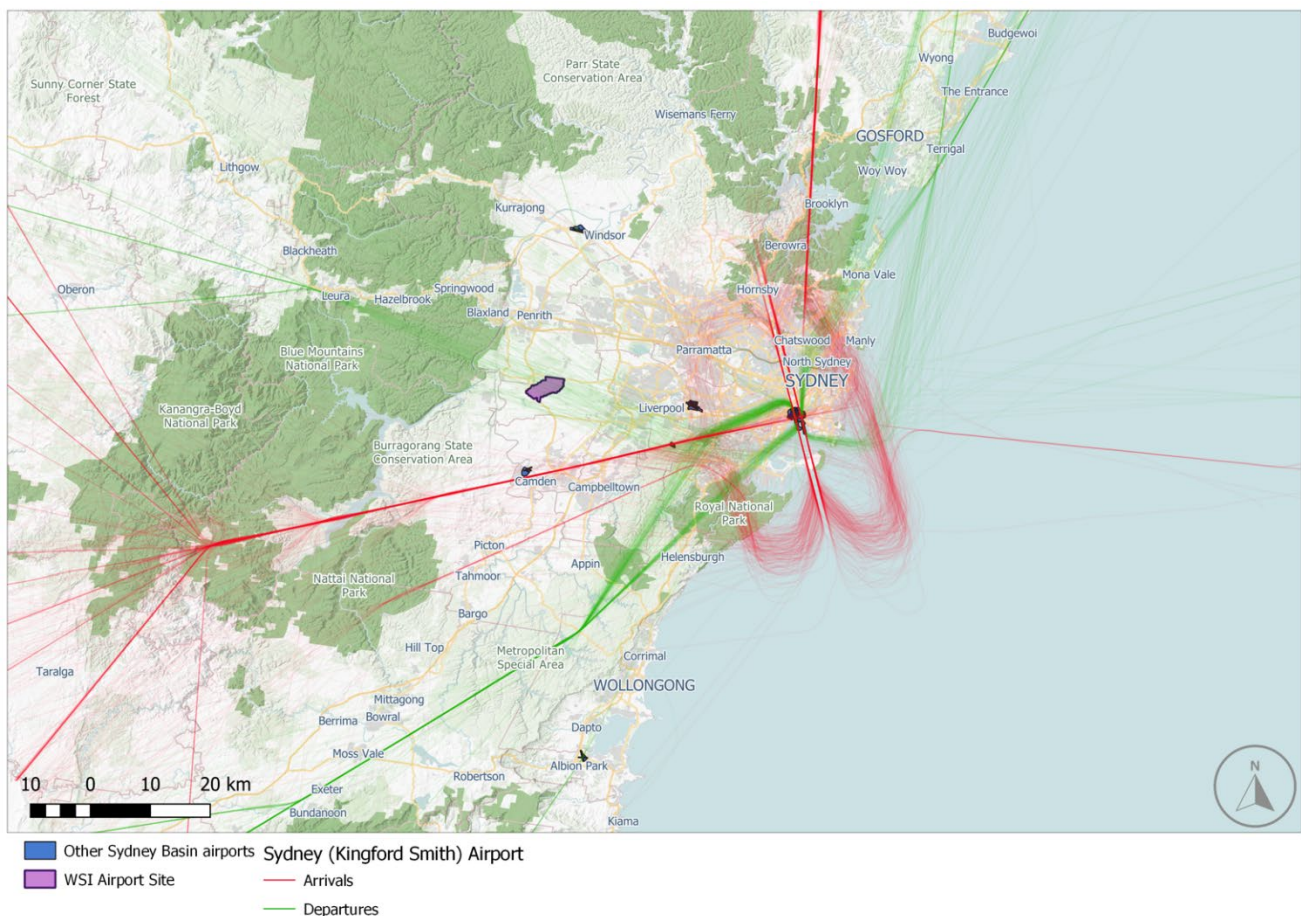 Budgewoi
Wyong
Parr State
Conservation Area
Sunny Corner State
Forest
The Entrance
Wisemans Ferry
GOSFORD
Terrigal
Lithgow
Woy Woy
Kurrajong
Brooklyn
Windsor
Berowra
Blackheath
Mona Vale
Oberon
Springwood
Hornsby
Leura
Hazelbrook
Blaxland
Penrith
Chatswood
Manly
Parramatta
Blue Mountains
National Park
North Sydney
SYDNEY
Liverpool
Kanangra-Boyd
National Park
Burragorang State
Conservation Area
Camden
Campbelltown
Royal National
Park
Picton
Helensburgh
Appin
Nattai National
Park
Tahmoor
Bargo
Hill Top
Metropolitan
Special Area
Corrimal
Taralga
WOLLONGONG
Mittagong
Berrima
Bowral
Dapto
Moss Vale
Albion Park
Robertson
N
10 0 10 20 km
Exeter
Bundanoon
Kiama
Other Sydney Basin airports
WSI Airport Site
Sydney (Kingford Smith) Airport
Arrivals
Departures